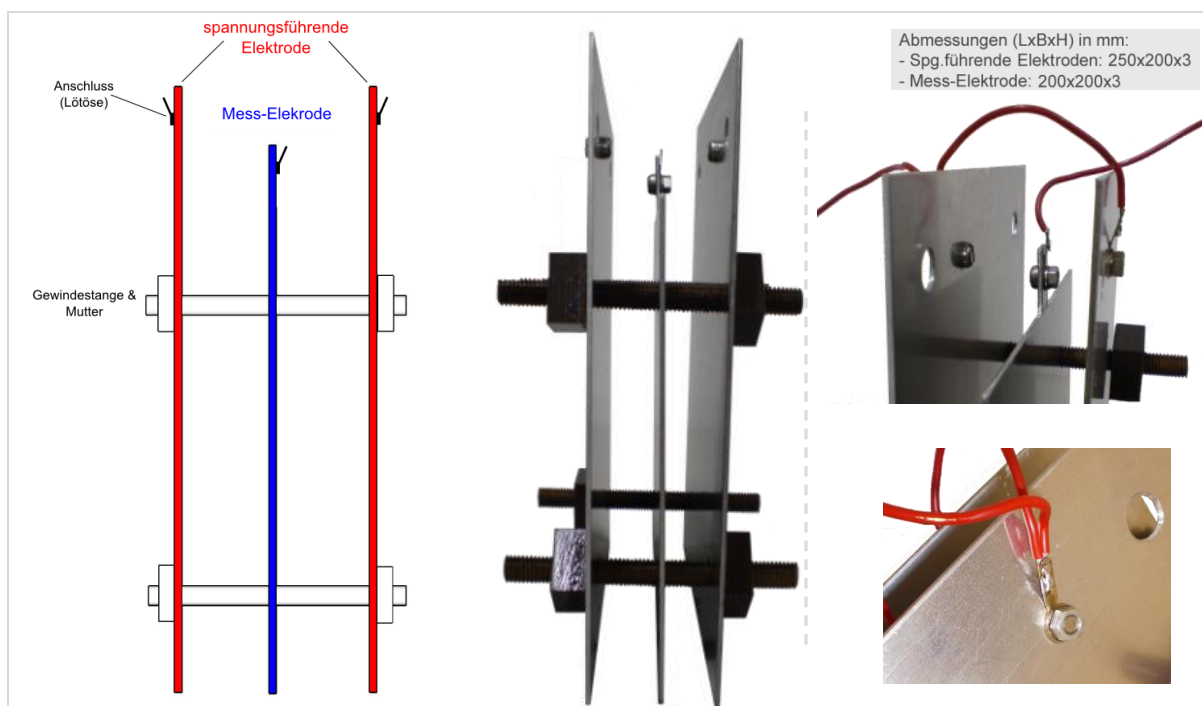 spannungsführende
Elektrode
Anschluss
(Lötöse)
Mess-Elekrode
Gewindestange &
Mutter
Abmessungen (LxBxH) in mm:
- Spg.führende Elektroden: 250x200x3
- Mess-Elektrode: 200x200x3